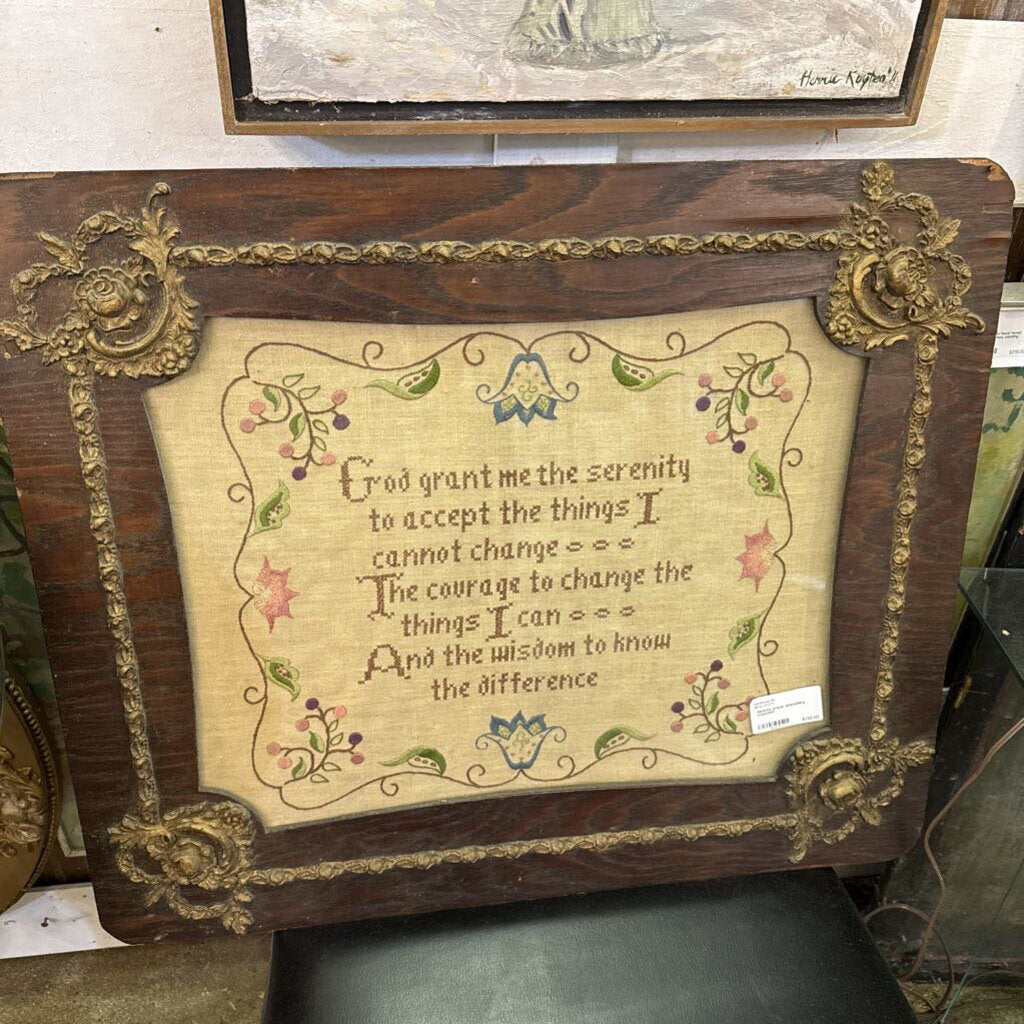 God grant me the serenity
to accept the things I
cannot change
The courage to change the
things I can
And the wisdom to know
the difference